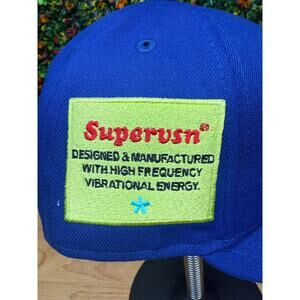 Supervsn®
DESIGNED & MANUFACTURED
WITH HIGH FREQUENCY
VIBRATIONAL ENERGY.